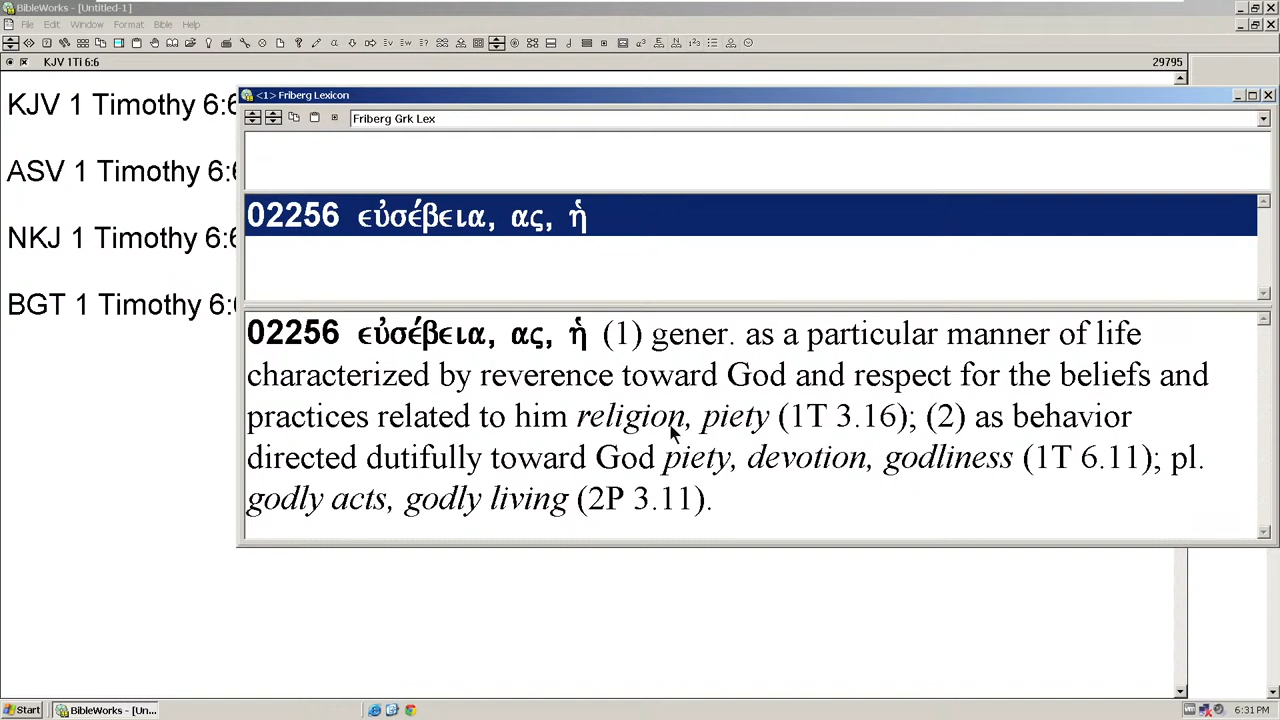 BibleWorks - [Untitled-1]
File Edit Window Format Bible Help
KJV 1Ti 6:6 29795
<1> Friberg Lexicon
KJV 1 Timothy 6:6
Friberg Grk Lex
ASV 1 Timothy 6:6
02256 εὐσέβεια, ας, ἡ
NKJ 1 Timothy 6:6
BGT 1 Timothy 6:6
02256 εὐσέβεια, ας, ἡ (1) gener. as a particular manner of life
characterized by reverence toward God and respect for the beliefs and
practices related to him religion, piety (1T 3.16); (2) as behavior
directed dutifully toward God piety, devotion, godliness (1T 6.11); pl.
godly acts, godly living (2P 3.11).
Start BibleWorks - [Un... 6:31 PM